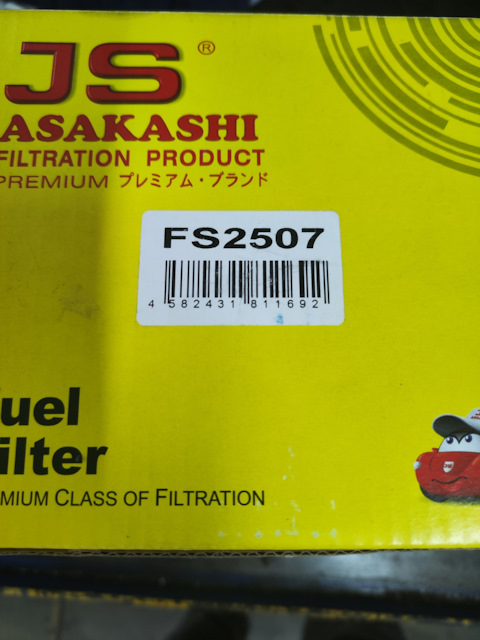 JS®
ASAKASHI
FILTRATION PRODUCT
PREMIUM プレミアム・ブランド
FS2507
4 582431 811692
uel
ilter
MIUM CLASS OF FILTRATION